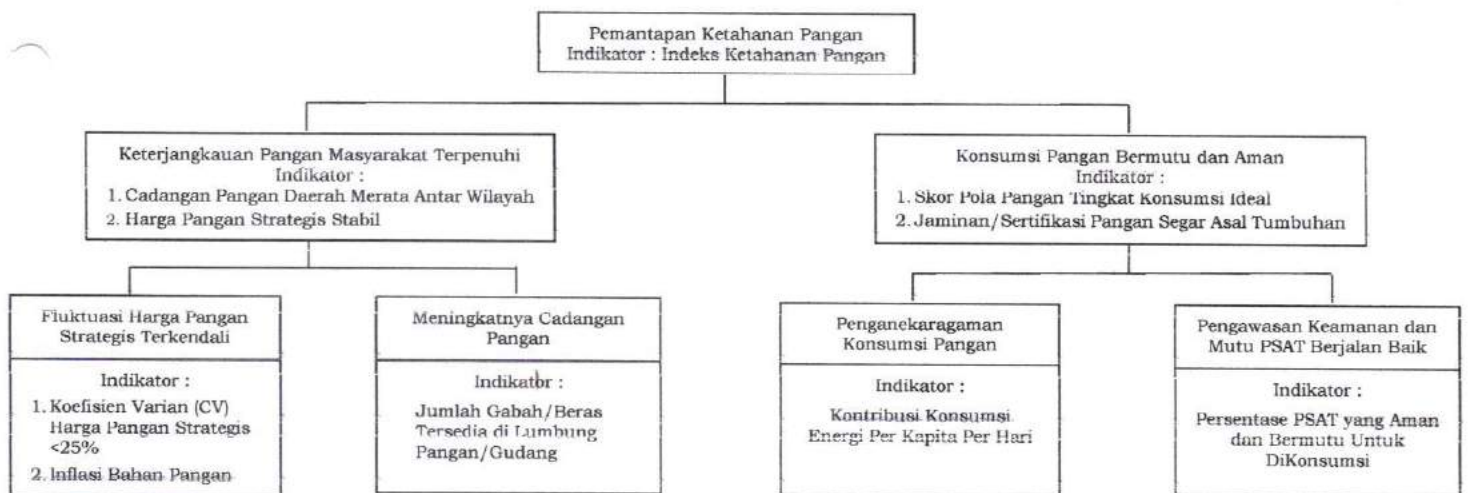 Pemantapan Ketahanan Pangan
Indikator : Indeks Ketahanan Pangan
Keterjangkauan Pangan Masyarakat Terpenuhi
Indikator :
1. Cadangan Pangan Daerah Merata Antar Wilayah
2. Harga Pangan Strategis Stabil
Konsumsi Pangan Bermutu dan Aman
Indikator :
1. Skor Pola Pangan Tingkat Konsumsi Ideal
2. Jaminan/Sertifikasi Pangan Segar Asal Tumbuhan
Fluktuasi Harga Pangan
Strategis Terkendali
Indikator :
1. Koefisien Varian (CV)
Harga Pangan Strategis
<25%
2. Inflasi Bahan Pangan
Meningkatnya Cadangan
Pangan
Indikator :
Jumlah Gabah/Beras
Tersedia di Lumbung
Pangan/Gudang
Penganekaragaman
Konsumsi Pangan
Indikator :
Kontribusi Konsumsi
Energi Per Kapita Per Hari
Pengawasan Keamanan dan
Mutu PSAT Berjalan Baik
Indikator :
Persentase PSAT yang Aman
dan Bermutu Untuk
DiKonsumsi